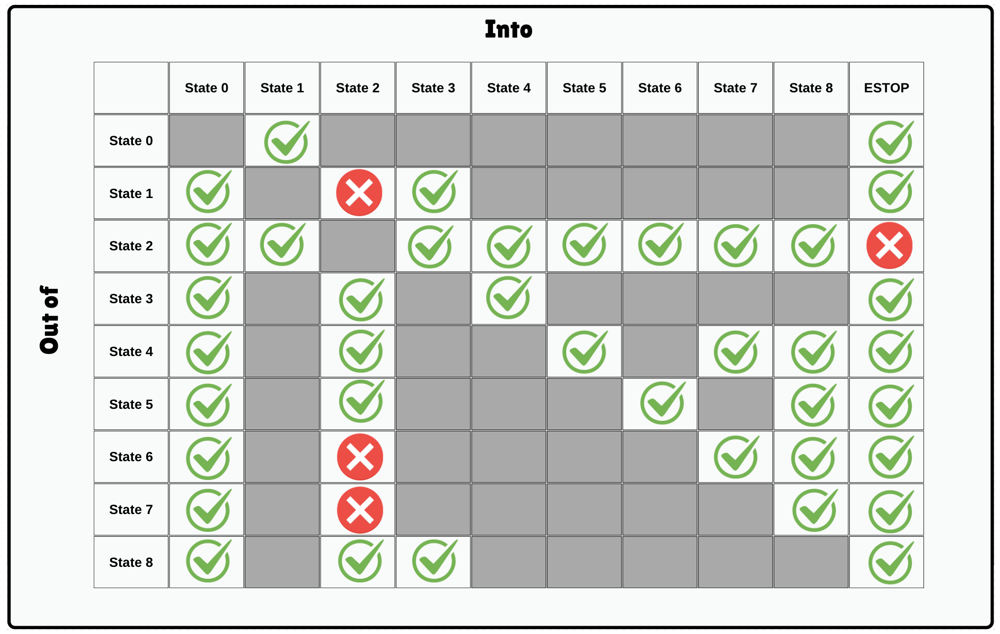 Into
State 0 State 1 State 2 State 3 State 4 State 5 State 6 State 7 State 8 ESTOP
Out of
State 0
State 1
State 2
State 3
State 4
State 5
State 6
State 7
State 8